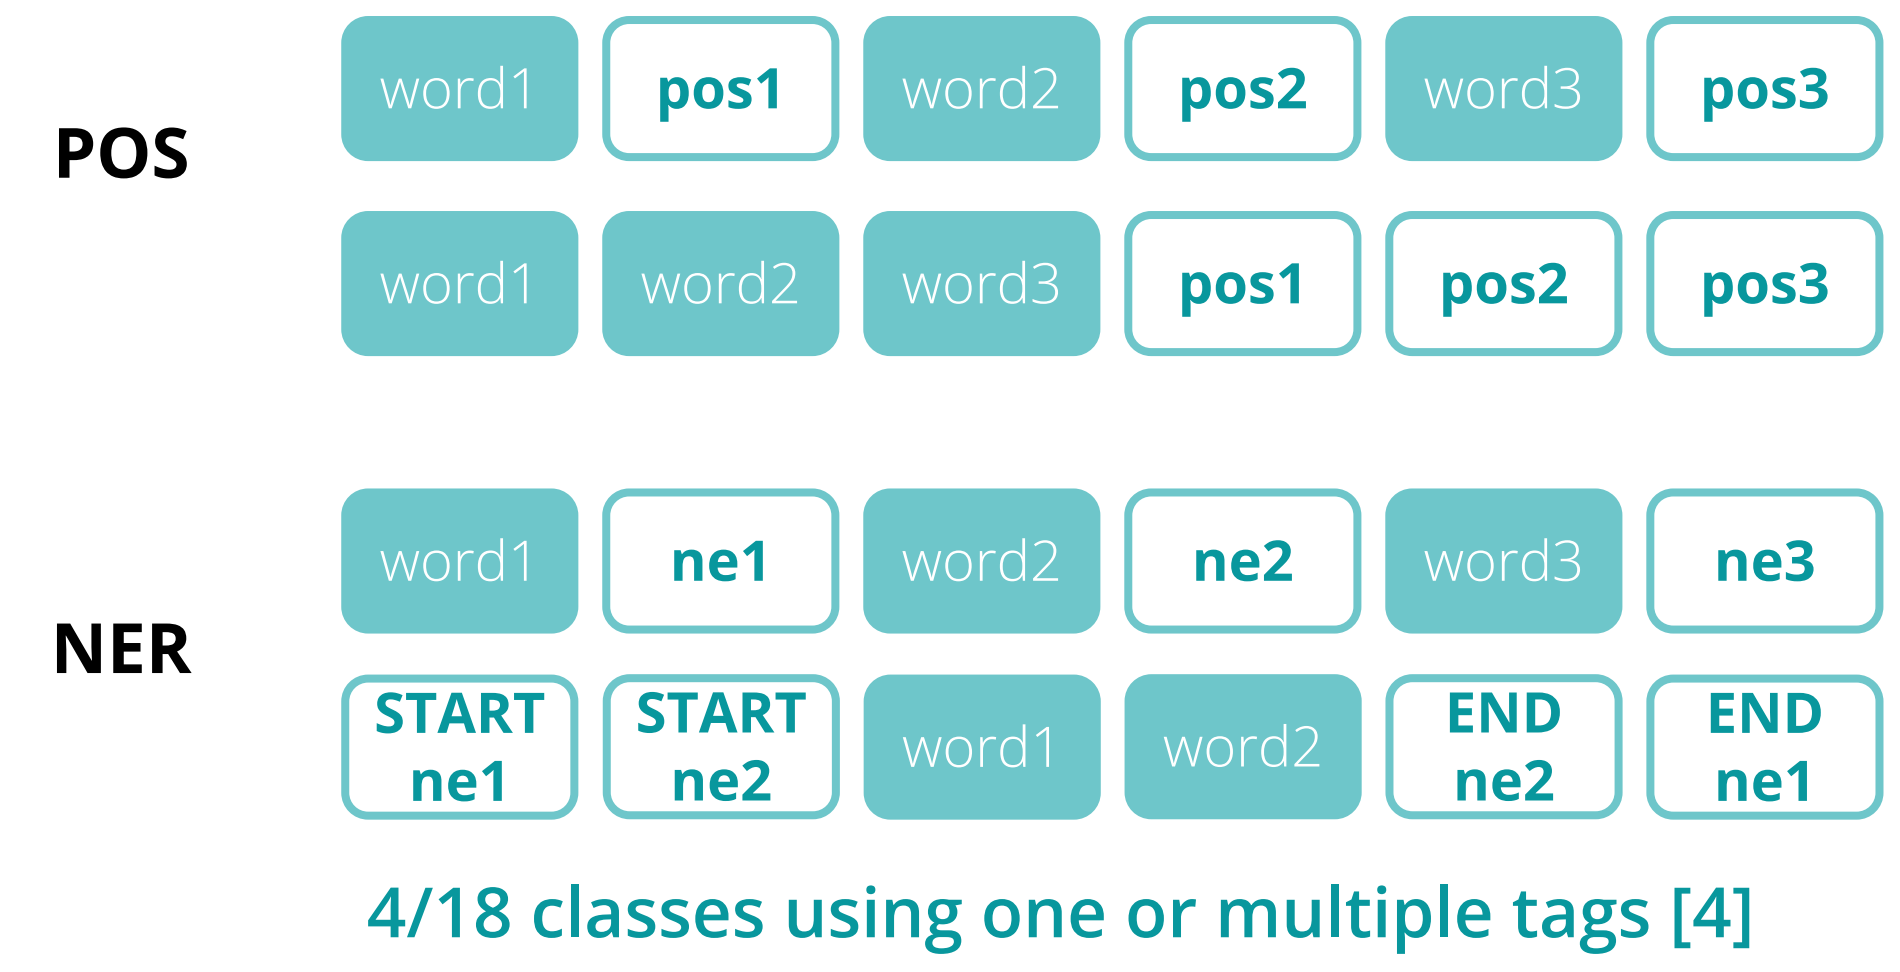 POS
word1 pos1 word2 pos2 word3 pos3
word1 word2 word3 pos1 pos2 pos3
NER
word1 ne1 word2 ne2 word3 ne3
START ne1 START ne2 word1 word2 END ne2 END ne1
4/18 classes using one or multiple tags [4]